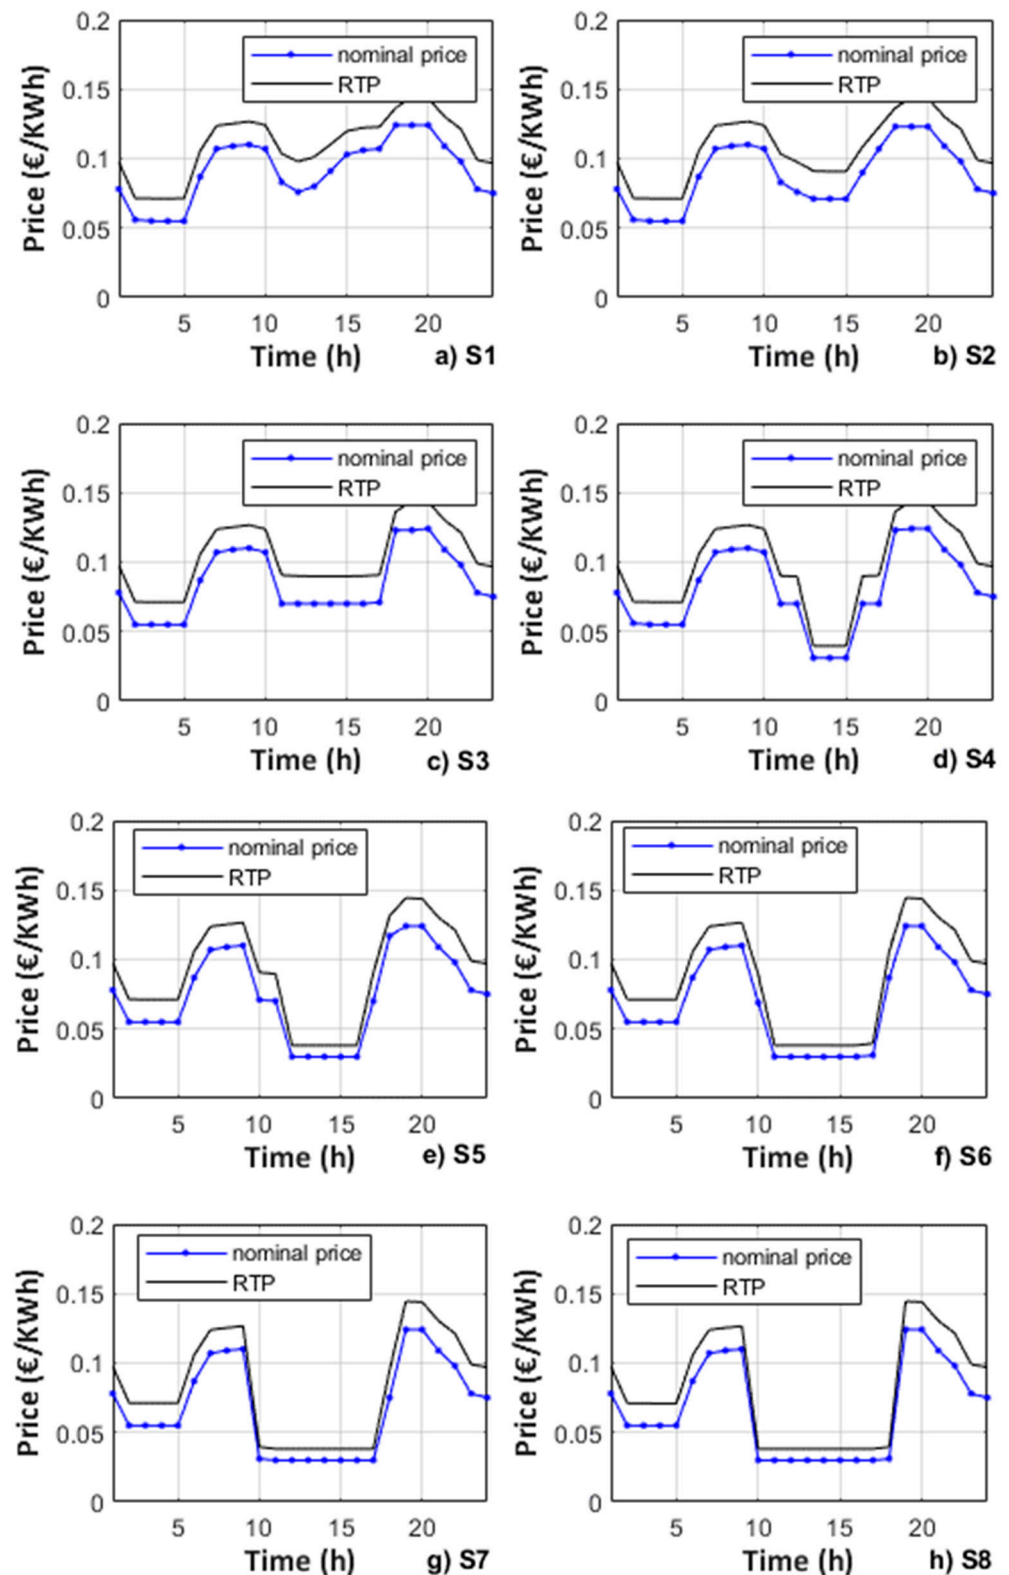 0.2
0.15
0.1
0.05
0
Price (€/KWh)
nominal price
RTP
5 10 15 20
Time (h)
a) S1
0.2
0.15
0.1
0.05
0
Price (€/KWh)
nominal price
RTP
5 10 15 20
Time (h)
b) S2
0.2
0.15
0.1
0.05
0
Price (€/KWh)
nominal price
RTP
5 10 15 20
Time (h)
c) S3
0.2
0.15
0.1
0.05
0
Price (€/KWh)
nominal price
RTP
5 10 15 20
Time (h)
d) S4
0.2
0.15
0.1
0.05
0
Price (€/KWh)
nominal price
RTP
5 10 15 20
Time (h)
e) S5
0.2
0.15
0.1
0.05
0
Price (€/KWh)
nominal price
RTP
5 10 15 20
Time (h)
f) S6
0.2
0.15
0.1
0.05
0
Price (€/KWh)
nominal price
RTP
5 10 15 20
Time (h)
g) S7
0.2
0.15
0.1
0.05
0
Price (€/KWh)
nominal price
RTP
5 10 15 20
Time (h)
h) S8